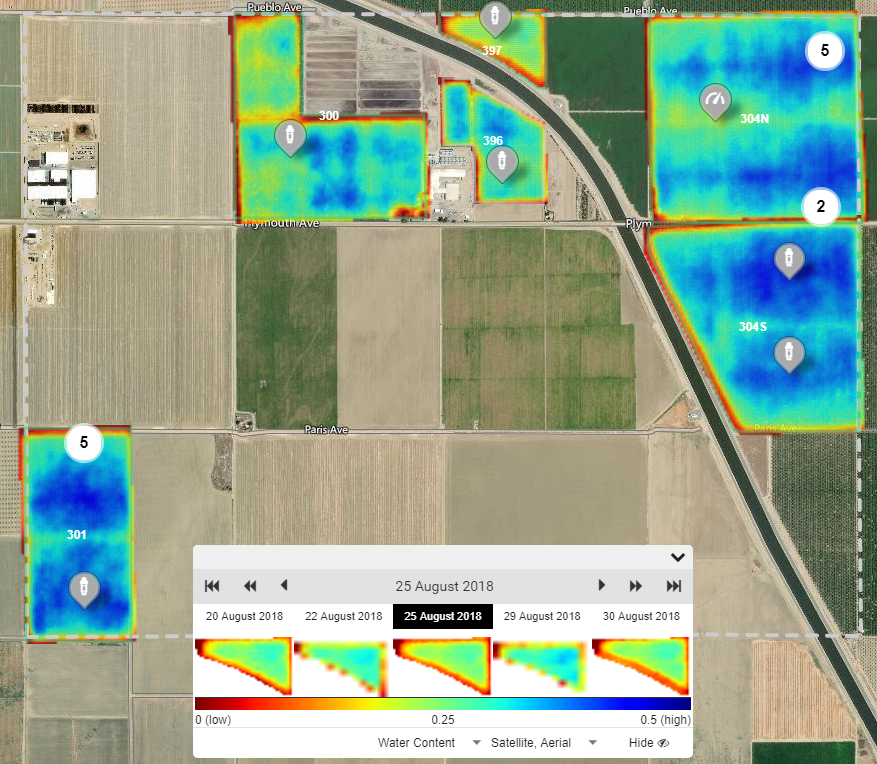 Pueblo Ave
Pueblo Ave
397
5
300
304N
396
2
Plymouth Ave
Plym
304S
Paris Ave
Paris Ave
5
301
25 August 2018
20 August 2018
22 August 2018
25 August 2018
29 August 2018
30 August 2018
0 (low)
0.25
0.5 (high)
Water Content
Satellite, Aerial
Hide